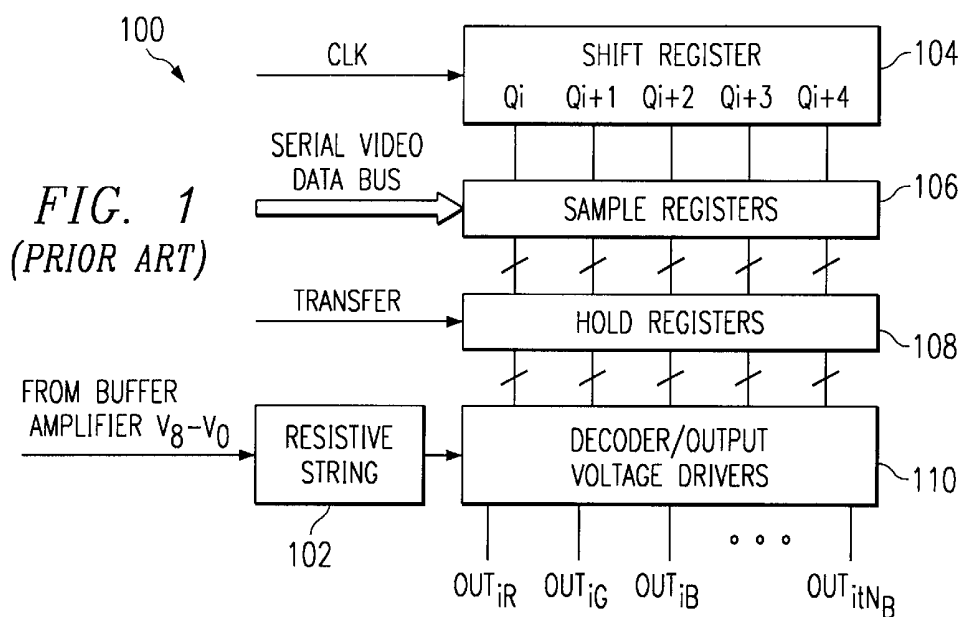 100
CLK
SHIFT REGISTER
104
Qi Qi+1 Qi+2 Qi+3 Qi+4
SERIAL VIDEO
DATA BUS
106
SAMPLE REGISTERS
FIG. 1
(PRIOR ART)
TRANSFER
HOLD REGISTERS
108
FROM BUFFER
AMPLIFIER V8-V0
RESISTIVE
STRING
DECODER/OUTPUT
VOLTAGE DRIVERS
110
102
OUTiR OUTiG OUTiB OUTitNB